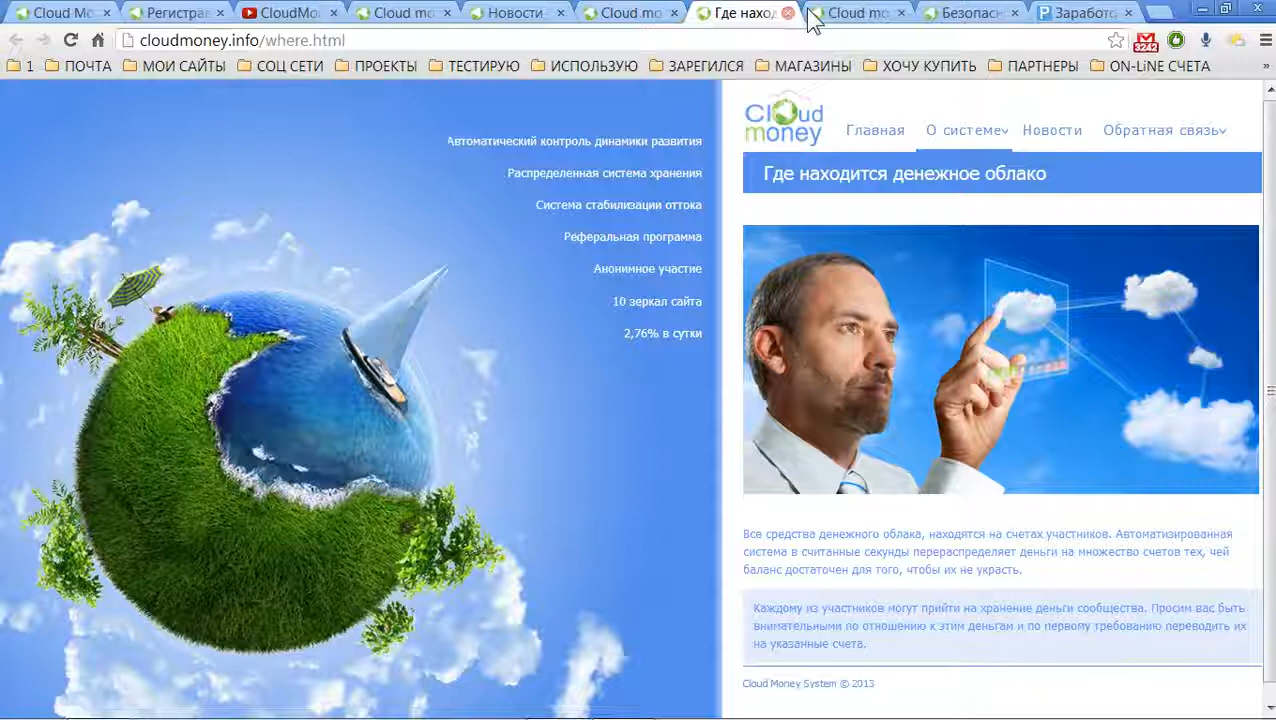 Cloud M
Регистра
CloudMo
Cloud mo
Новости
Cloud mo
Где наход
Cloud mo
Безопасн
Заработо
cloudmoney.info/where.html
3242
1
ПОЧТА
МОИ САЙТЫ
СОЦ СЕТИ
ПРОЕКТЫ
ТЕСТИРУЮ
ИСПОЛЬЗУЮ
ЗАРЕГИЛСЯ
МАГАЗИНЫ
ХОЧУ КУПИТЬ
ПАРТНЕРЫ
ON-LiNE СЧЕТА
»
Автоматический контроль динамики развития
Распределенная система хранения
Система стабилизации оттока
Реферальная программа
Анонимное участие
10 зеркал сайта
2,76% в сутки
Cloud
money
Главная
О системе
Новости
Обратная связь
Где находится денежное облако
Все средства денежного облака, находятся на счетах участников. Автоматизированная
система в считанные секунды перераспределяет деньги на множество счетов тех, чей
баланс достаточен для того, чтобы их не украсть.
Каждому из участников могут прийти на хранение деньги сообщества. Просим вас быть
внимательными по отношению к этим деньгам и по первому требованию переводить их
на указанные счета.
Cloud Money System © 2013